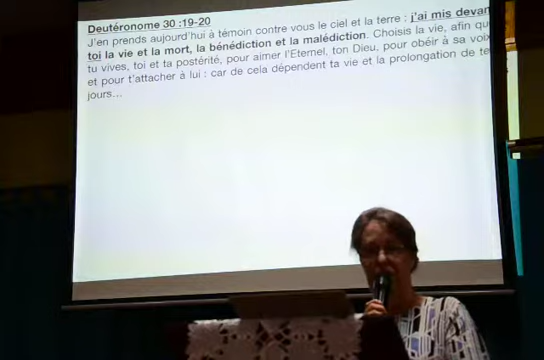 Deutéronome 30 :19-20
J'en prends aujourd'hui à témoin contre vous le ciel et la terre : j'ai mis devan
toi la vie et la mort, la bénédiction et la malédiction. Choisis la vie, afin qu
tu vives, toi et ta postérité, pour aimer l'Eternel, ton Dieu, pour obéir à sa voix
et pour t'attacher à lui : car de cela dépendent ta vie et la prolongation de te
jours…